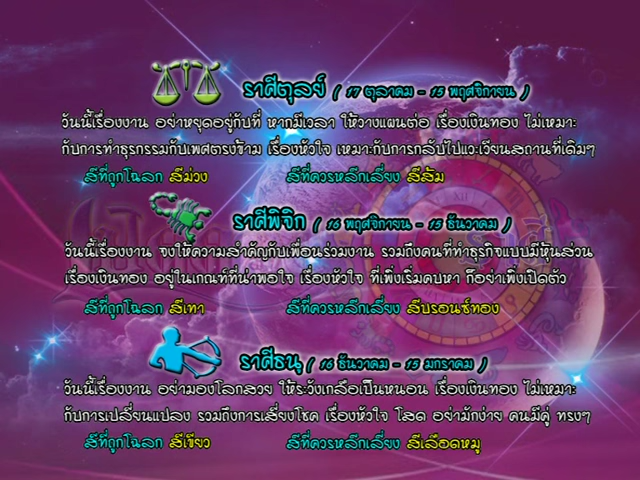 ราศีตุลย์ ( 17 ตุลาคม - 15 พฤศจิกายน )
วันนี้เรื่องงาน อย่าหยุดอยู่กับที่ หากมีเวลา ให้วางแผนต่อ เรื่องเงินทอง ไม่เหมาะ
กับการทำธุรกรรมกับเพศตรงข้าม เรื่องหัวใจ เหมาะกับการกลับไปแวะเวียนสถานที่เดิมๆ
สีที่ถูกโฉลก สีม่วง สีที่ควรหลีกเลี่ยง สีส้ม
ราศีพิจิก ( 16 พฤศจิกายน - 15 ธันวาคม )
วันนี้เรื่องงาน จงให้ความสำคัญกับเพื่อนร่วมงาน รวมถึงคนที่ทำธุรกิจแบบมีหุ้นส่วน
เรื่องเงินทอง อยู่ในเกณฑ์ที่น่าพอใจ เรื่องหัวใจ ที่เพิ่งเริ่มคบหา ก็อย่าเพิ่งเปิดตัว
สีที่ถูกโฉลก สีเทา สีที่ควรหลีกเลี่ยง สีบรอนซ์ทอง
ราศีธนู ( 16 ธันวาคม - 15 มกราคม )
วันนี้เรื่องงาน อย่ามองโลกสวย ให้ระวังเกลือเป็นหนอน เรื่องเงินทอง ไม่เหมาะ
กับการเปลี่ยนแปลง รวมถึงการเสี่ยงโชค เรื่องหัวใจ โสด อย่ามักง่าย คนมีคู่ ทรงๆ
สีที่ถูกโฉลก สีเขียว สีที่ควรหลีกเลี่ยง สีเลือดหมู